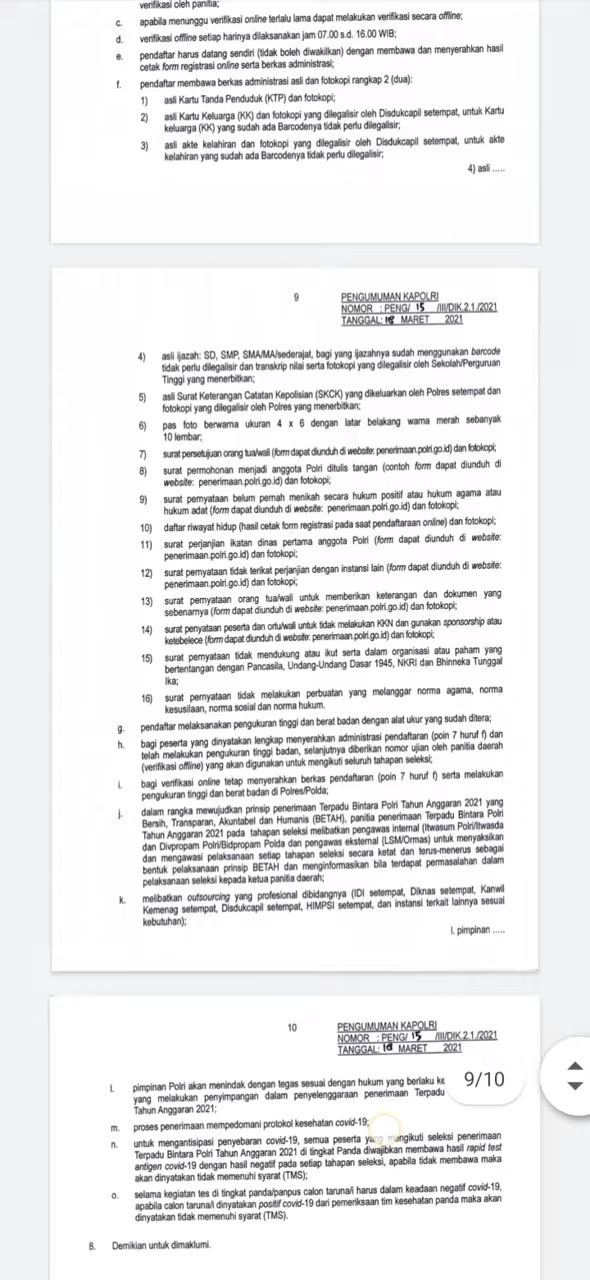 verifikasi oleh panitia;
c. apabila menunggu verifikasi online terlalu lama dapat melakukan verifikasi secara offline;
d. verifikasi offline setiap harinya dilaksanakan jam 07.00 s.d. 16.00 WIB;
e. pendaftar harus datang sendiri (tidak boleh diwakilkan) dengan membawa dan menyerahkan hasil
cetak form registrasi online serta berkas administrasi;
f. pendaftar membawa berkas administrasi asli dan fotokopi rangkap 2 (dua):
1) asli Kartu Tanda Penduduk (KTP) dan fotokopi;
2) asli Kartu Keluarga (KK) dan fotokopi yang dilegalisir oleh Disdukcapil setempat, untuk Kartu
keluarga (KK) yang sudah ada Barcodenya tidak perlu dilegalisir;
3) asli akte kelahiran dan fotokopi yang dilegalisir oleh Disdukcapil setempat, untuk akte
kelahiran yang sudah ada Barcodenya tidak perlu dilegalisir;
4) asli .....
9
PENGUMUMAN KAPOLRI
NOMOR : PENG/ 15 /III/DIK.2.1./2021
TANGGAL: 18 MARET 2021
4) asli ijazah: SD, SMP, SMA/MA/sederajat, bagi yang ijazahnya sudah menggunakan barcode
tidak perlu dilegalisir dan transkrip nilai serta fotokopi yang dilegalisir oleh Sekolah/Perguruan
Tinggi yang menerbitkan;
5) asli Surat Keterangan Catatan Kepolisian (SKCK) yang dikeluarkan oleh Polres setempat dan
fotokopi yang dilegalisir oleh Polres yang menerbitkan;
6) pas foto berwarna ukuran 4 x 6 dengan latar belakang warna merah sebanyak
10 lembar;
7) surat persetujuan orang tua/wali (form dapat diunduh di website: penerimaan.polri.go.id) dan fotokopi;
8) surat permohonan menjadi anggota Polri ditulis tangan (contoh form dapat diunduh di
website: penerimaan.polri.go.id) dan fotokopi;
9) surat pernyataan belum pernah menikah secara hukum positif atau hukum agama atau
hukum adat (form dapat diunduh di website: penerimaan.polri.go.id) dan fotokopi;
10) daftar riwayat hidup (hasil cetak form registrasi pada saat pendaftaraan online) dan fotokopi;
11) surat perjanjian ikatan dinas pertama anggota Polri (form dapat diunduh di website:
penerimaan.polri.go.id) dan fotokopi;
12) surat pernyataan tidak terikat perjanjian dengan instansi lain (form dapat diunduh di website:
penerimaan.polri.go.id) dan fotokopi;
13) surat pernyataan orang tua/wali untuk memberikan keterangan dan dokumen yang
sebenarnya (form dapat diunduh di website: penerimaan.polri.go.id) dan fotokopi;
14) surat penyataan peserta dan ortu/wali untuk tidak melakukan KKN dan gunakan sponsorship atau
ketebelece (form dapat diunduh di website: penerimaan.polri.go.id) dan fotokopi;
15) surat pernyataan tidak mendukung atau ikut serta dalam organisasi atau paham yang
bertentangan dengan Pancasila, Undang-Undang Dasar 1945, NKRI dan Bhinneka Tunggal
Ika;
16) surat pernyataan tidak melakukan perbuatan yang melanggar norma agama, norma
kesusilaan, norma sosial dan norma hukum.
g. pendaftar melaksanakan pengukuran tinggi dan berat badan dengan alat ukur yang sudah ditera;
h. bagi peserta yang dinyatakan lengkap menyerahkan administrasi pendaftaran (poin 7 huruf f) dan
telah melakukan pengukuran tinggi badan, selanjutnya diberikan nomor ujian oleh panitia daerah
(verifikasi offline) yang akan digunakan untuk mengikuti seluruh tahapan seleksi;
i. bagi verifikasi online tetap menyerahkan berkas pendaftaran (poin 7 huruf f) serta melakukan
pengukuran tinggi dan berat badan di Polres/Polda;
j. dalam rangka mewujudkan prinsip penerimaan Terpadu Bintara Polri Tahun Anggaran 2021 yang
Bersih, Transparan, Akuntabel dan Humanis (BETAH), panitia penerimaan Terpadu Bintara Polri
Tahun Anggaran 2021 pada tahapan seleksi melibatkan pengawas internal (Itwasum Polri/Itwasda
dan Divpropam Polri/Bidpropam Polda dan pengawas eksternal (LSM/Ormas) untuk menyaksikan
dan mengawasi pelaksanaan setiap tahapan seleksi secara ketat dan terus-menerus sebagai
bentuk pelaksanaan prinsip BETAH dan menginformasikan bila terdapat permasalahan dalam
pelaksanaan seleksi kepada ketua panitia daerah;
k. melibatkan outsourcing yang profesional dibidangnya (IDI setempat, Diknas setempat, Kanwil
Kemenag setempat, Disdukcapil setempat, HIMPSI setempat, dan instansi terkait lainnya sesuai
kebutuhan);
l. pimpinan .....
10
PENGUMUMAN KAPOLRI
NOMOR : PENG/ 15 /III/DIK.2.1./2021
TANGGAL: 18 MARET 2021
9/10
l. pimpinan Polri akan menindak dengan tegas sesuai dengan hukum yang berlaku ke
yang melakukan penyimpangan dalam penyelenggaraan penerimaan Terpadu
Tahun Anggaran 2021;
m. proses penerimaan mempedomani protokol kesehatan covid-19;
n. untuk mengantisipasi penyebaran covid-19, semua peserta yang mengikuti seleksi penerimaan
Terpadu Bintara Polri Tahun Anggaran 2021 di tingkat Panda diwajibkan membawa hasil rapid test
antigen covid-19 dengan hasil negatif pada setiap tahapan seleksi, apabila tidak membawa maka
akan dinyatakan tidak memenuhi syarat (TMS);
o. selama kegiatan tes di tingkat panda/panpus calon taruna/i harus dalam keadaan negatif covid-19,
apabila calon taruna/i dinyatakan positif covid-19 dari pemeriksaan tim kesehatan panda maka akan
dinyatakan tidak memenuhi syarat (TMS).
8. Demikian untuk dimaklumi.